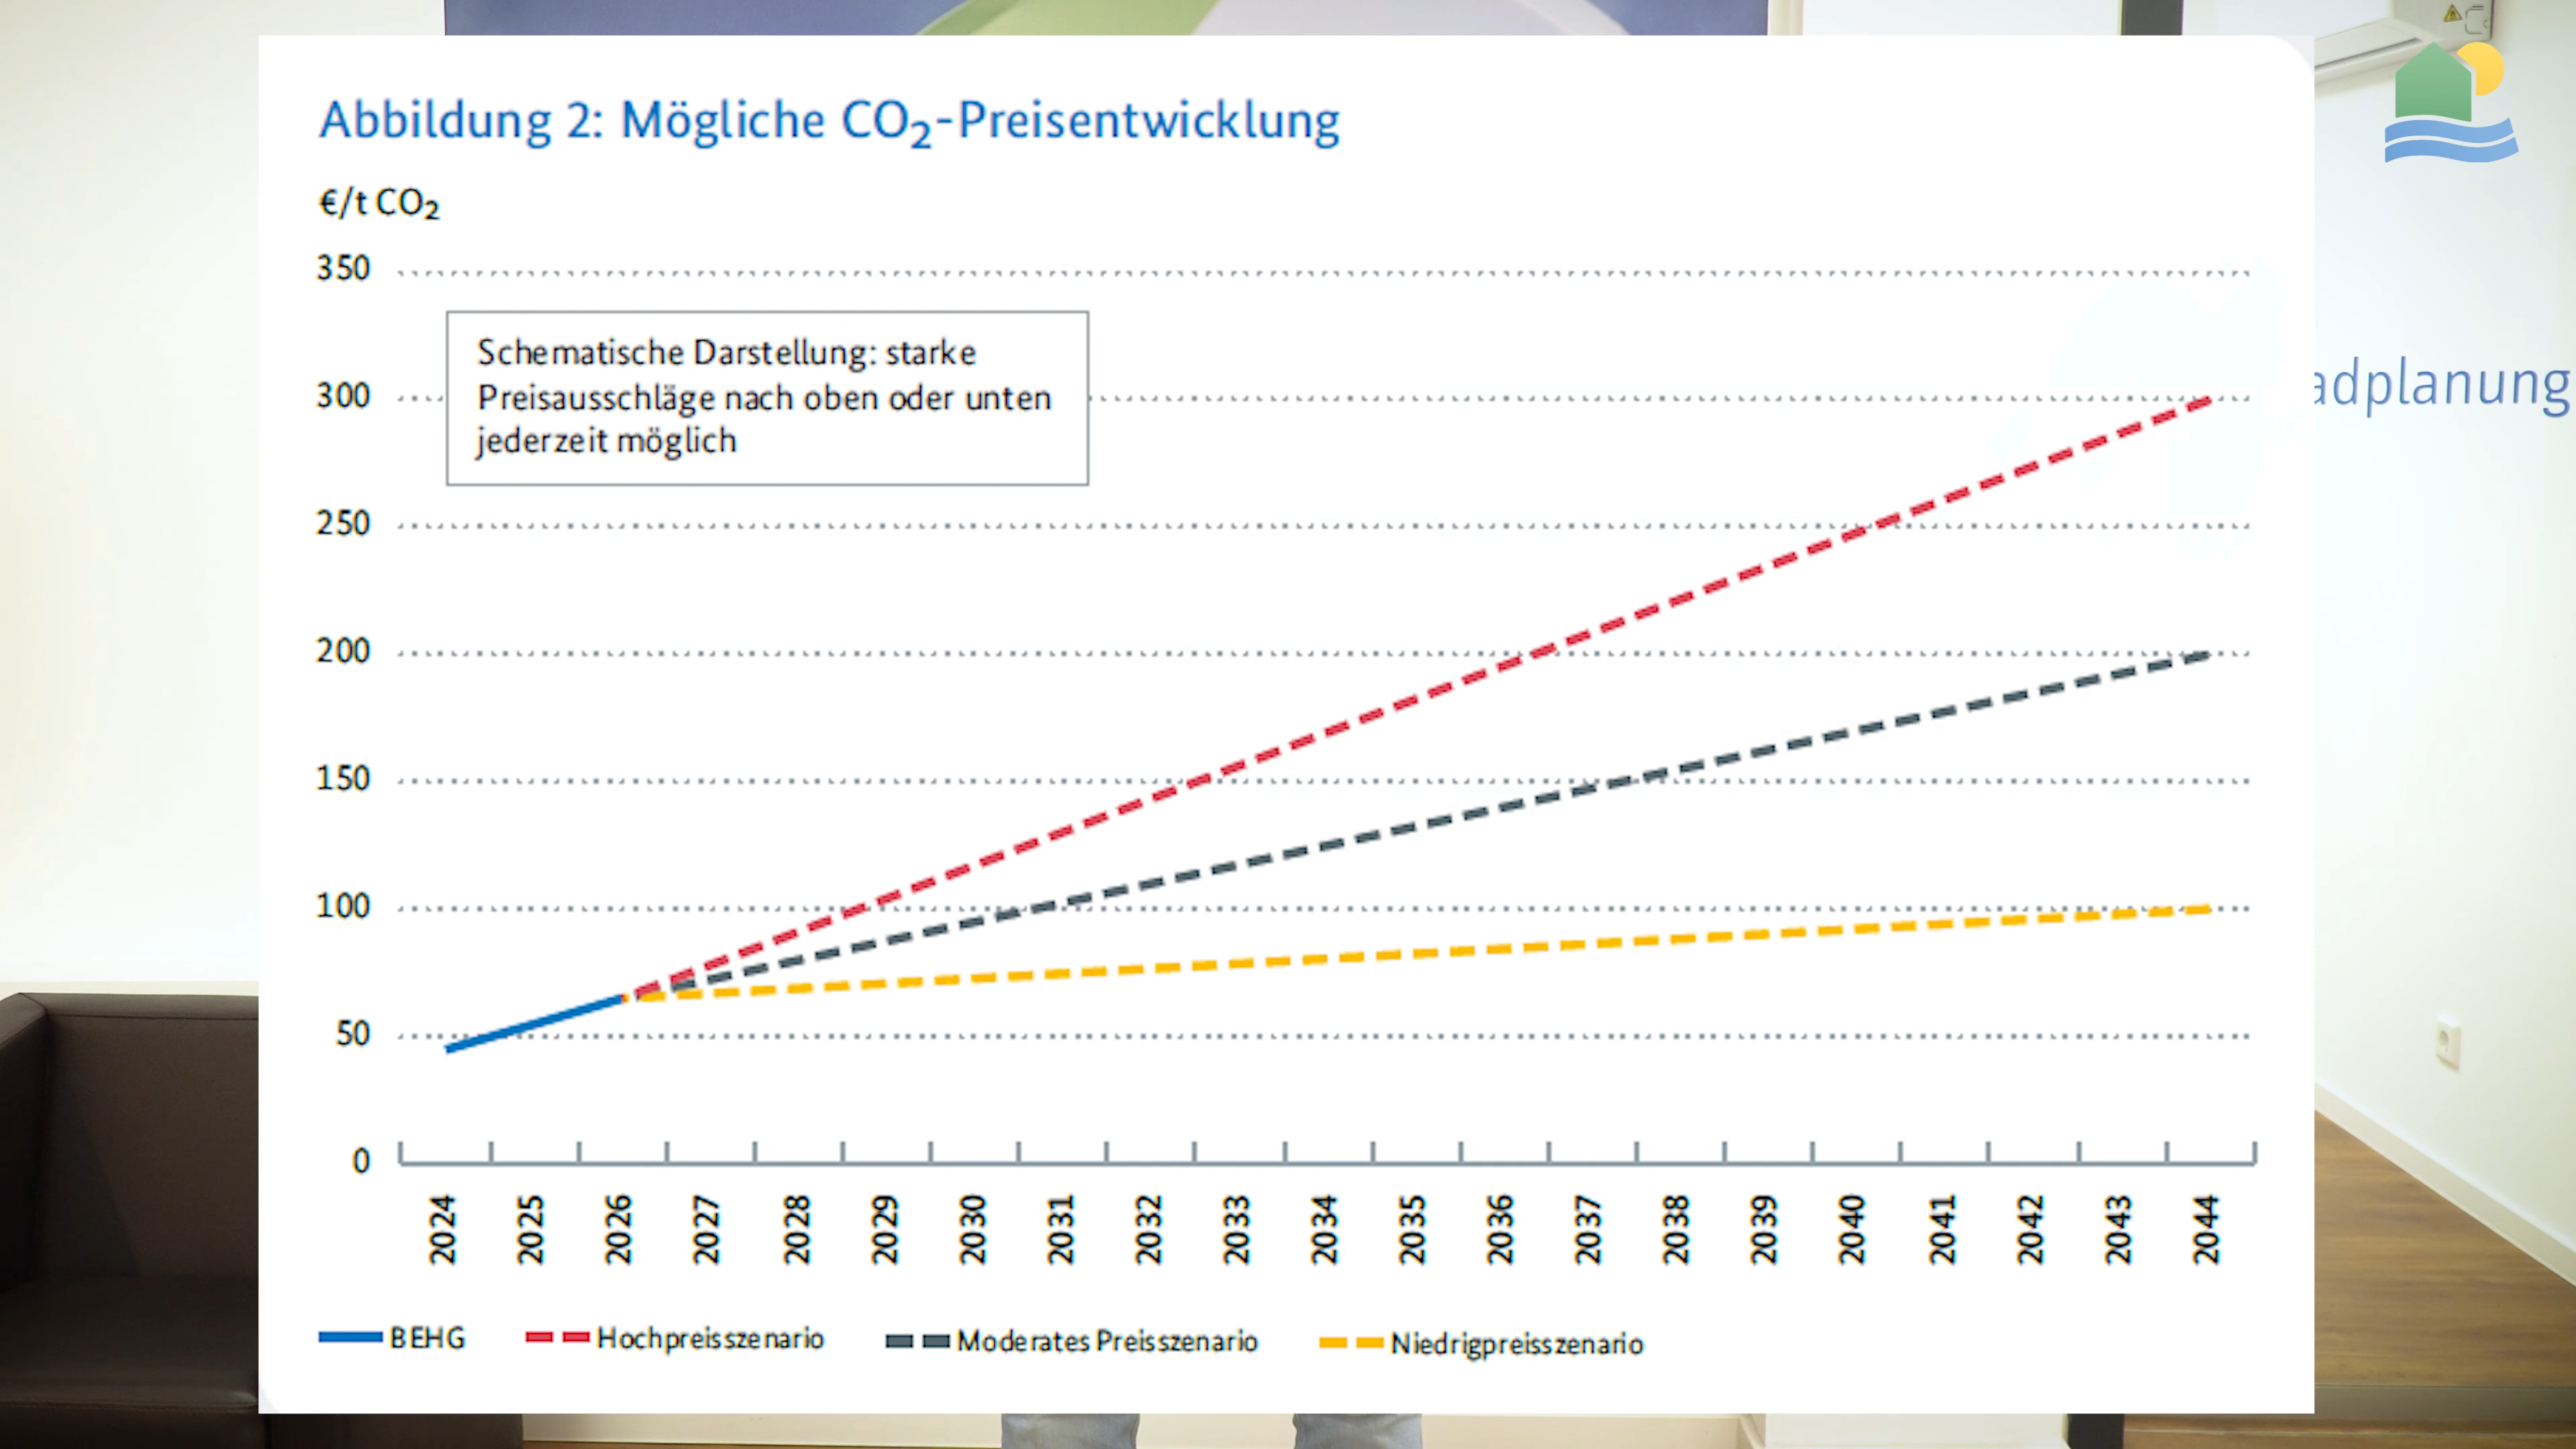 Abbildung 2: Mögliche CO₂-Preisentwicklung
€/t CO₂
350
300
250
200
150
100
50
0
Schematische Darstellung: starke
Preisausschläge nach oben oder unten
jederzeit möglich
adplanung
2024 2025 2026 2027 2028 2029 2030 2031 2032 2033 2034 2035 2036 2037 2038 2039 2040 2041 2042 2043 2044
BEHG Hochpreisszenario Moderates Preisszenario Niedrigpreisszenario